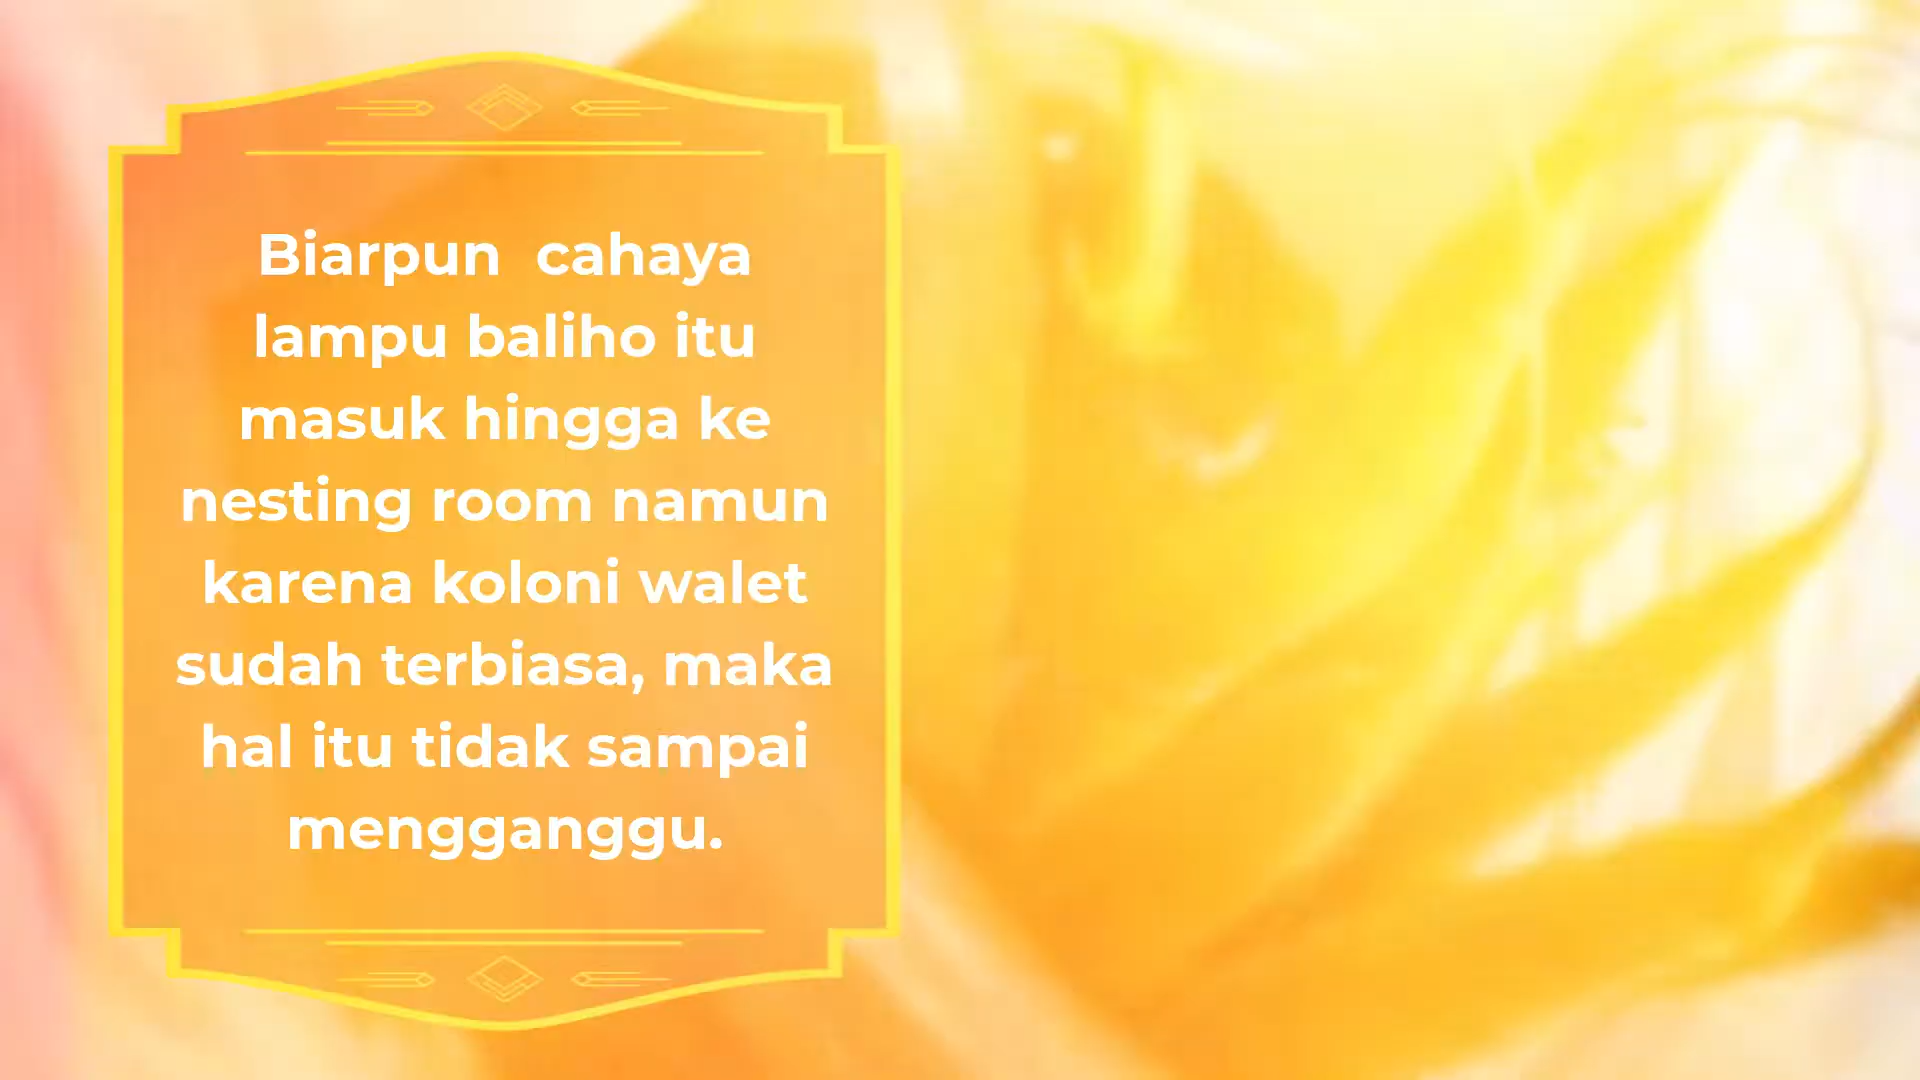 Biarpun  cahaya
lampu baliho itu
masuk hingga ke
nesting room namun
karena koloni walet
sudah terbiasa, maka
hal itu tidak sampai
mengganggu.